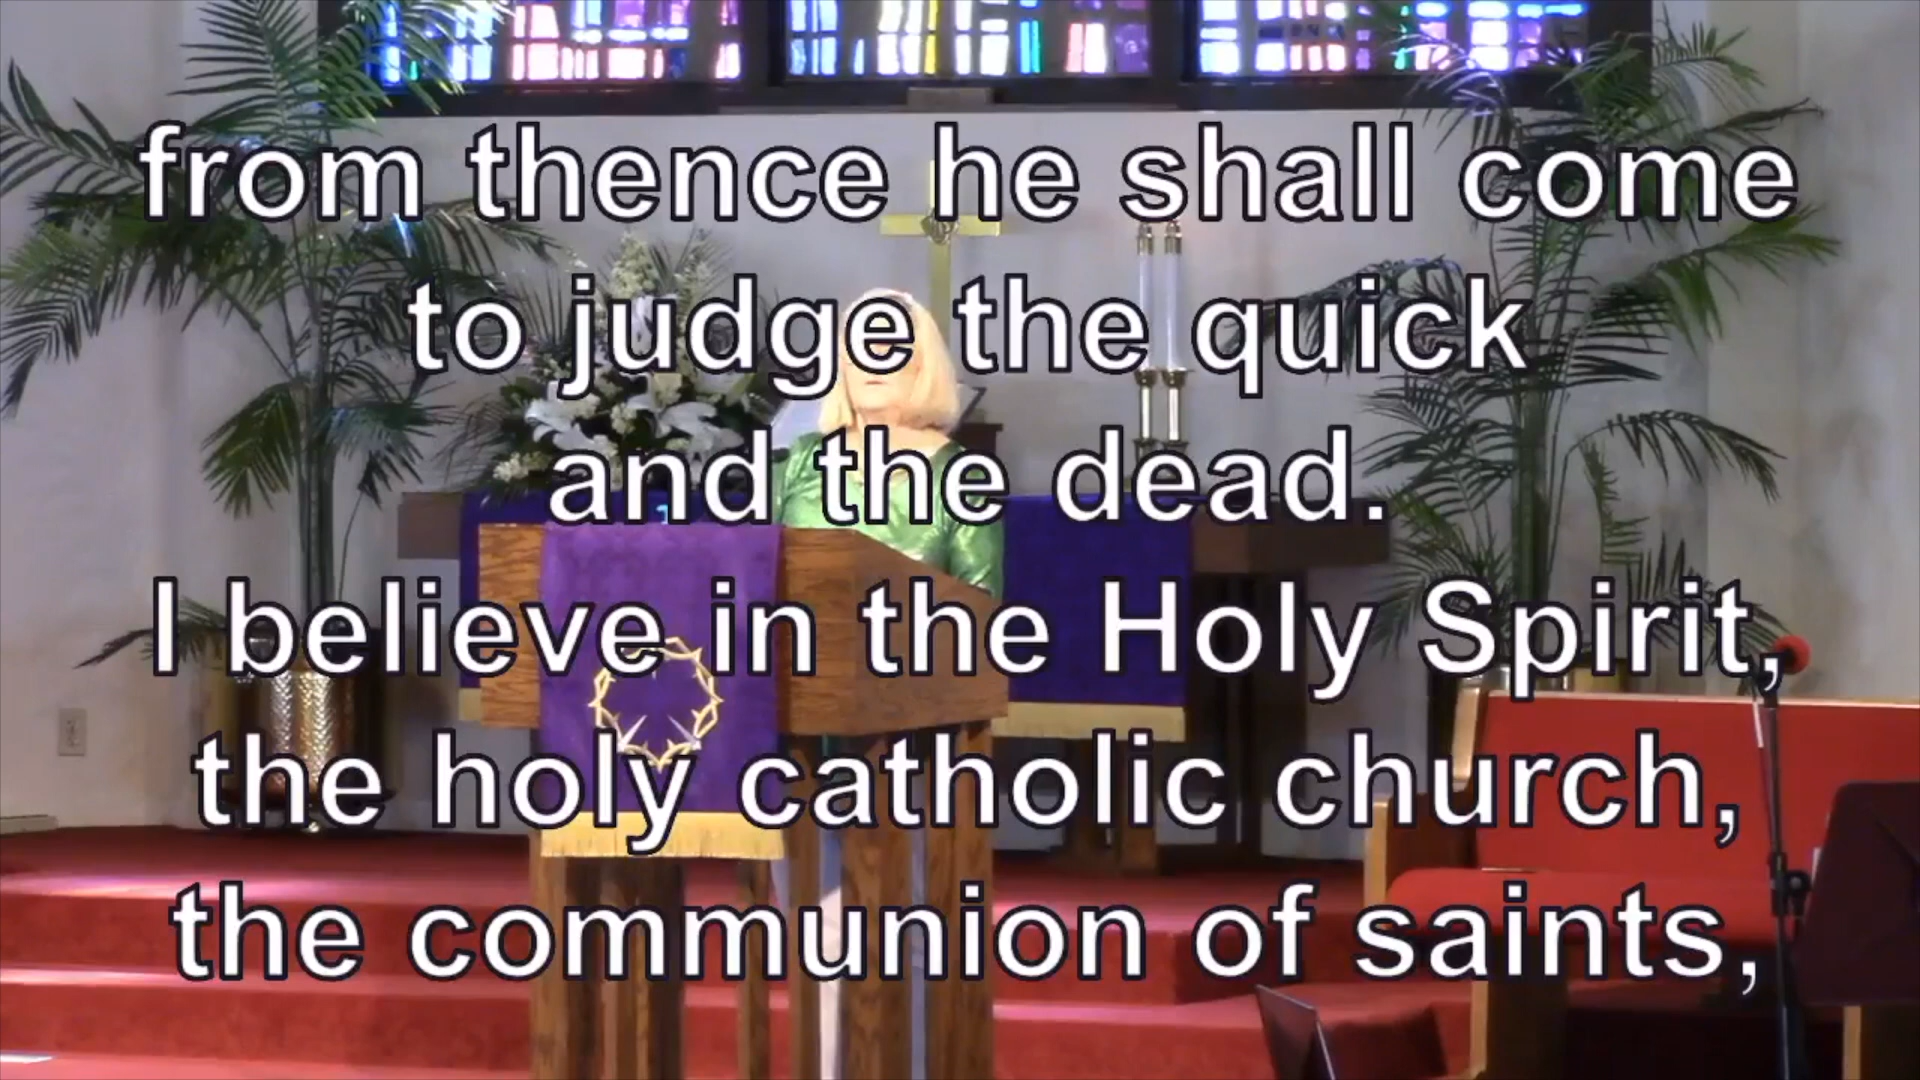 from thence he shall come
to judge the quick
and the dead.
I believe in the Holy Spirit,
the holy catholic church,
the communion of saints,